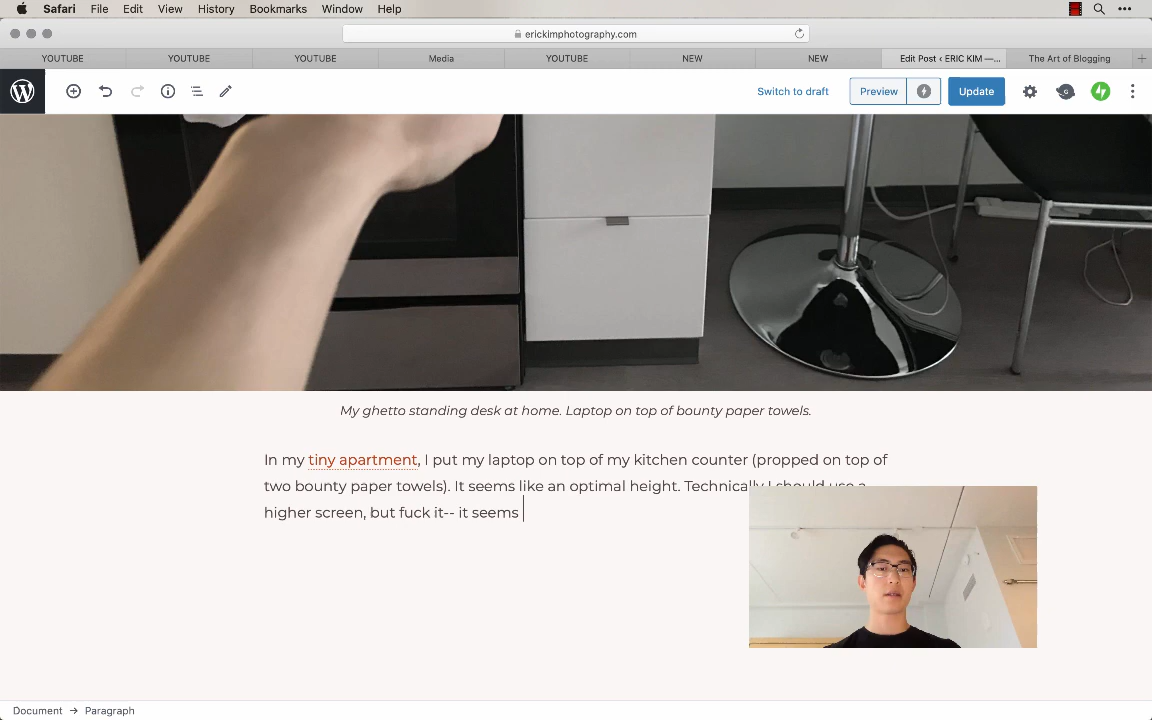 Safari File Edit View History Bookmarks Window Help
erickimphotography.com
YOUTUBE YOUTUBE YOUTUBE Media YOUTUBE NEW NEW Edit Post ‹ ERIC KIM —... The Art of Blogging
Switch to draft Preview Update
My ghetto standing desk at home. Laptop on top of bounty paper towels.
In my tiny apartment, I put my laptop on top of my kitchen counter (propped on top of
two bounty paper towels). It seems like an optimal height. Technically I should use a
higher screen, but fuck it-- it seems
Document → Paragraph